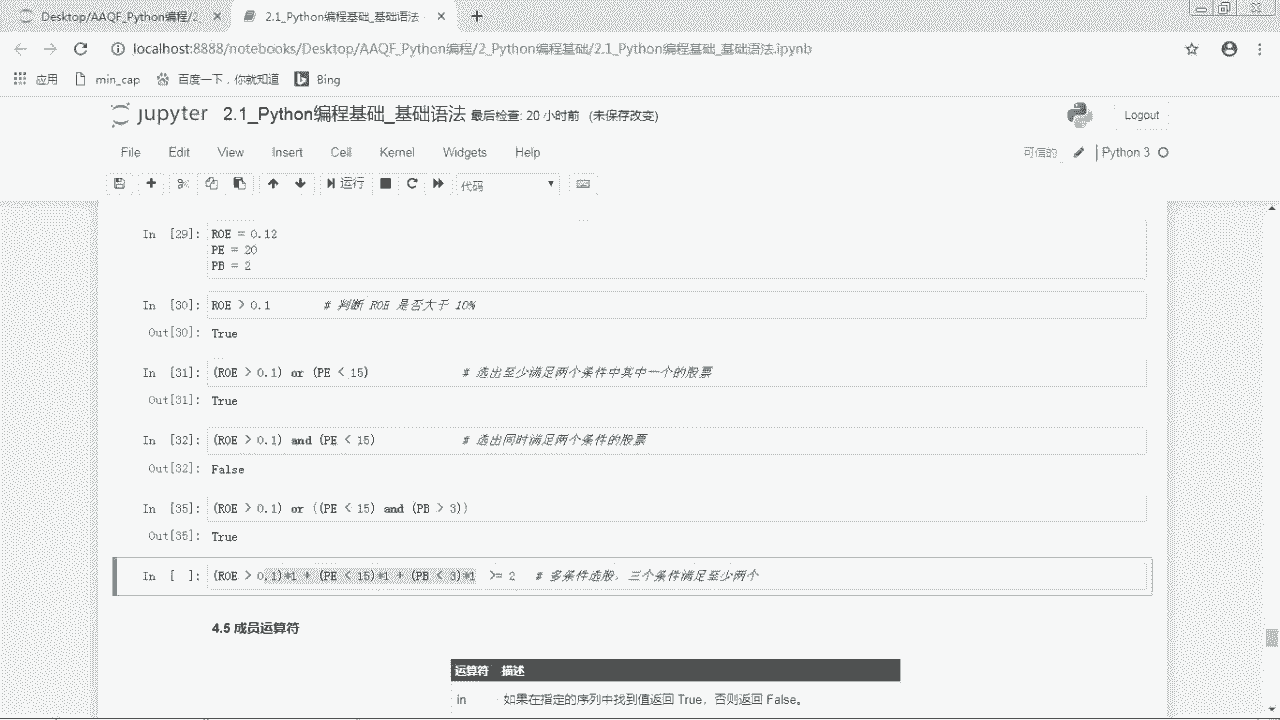 Desktop/AAQF_Python编程/2_
2.1_Python编程基础_基础语法
localhost:8888/notebooks/Desktop/AAQF_Python编程/2_Python编程基础/2.1_Python编程基础_基础语法.ipynb
应用 min_cap 百度一下，你就知道 Bing
jupyter 2.1_Python编程基础_基础语法 最后检查: 20 小时前 (未保存改变) Logout
File Edit View Insert Cell Kernel Widgets Help 可信的 Python 3
运行 代码
In [29]: ROE = 0.12
PE = 20
PB = 2
In [30]: ROE > 0.1 # 判断 ROE 是否大于 10%
Out[30]: True
In [31]: (ROE > 0.1) or (PE < 15) # 选出至少满足两个条件中其中一个的股票
Out[31]: True
In [32]: (ROE > 0.1) and (PE < 15) # 选出同时满足两个条件的股票
Out[32]: False
In [35]: (ROE > 0.1) or ((PE < 15) and (PB > 3))
Out[35]: True
In [ ]: (ROE > 0.1)*1 + (PE < 15)*1 + (PB < 3)*1 >= 2 # 多条件选股，三个条件满足至少两个
4.5 成员运算符
运算符 描述
in 如果在指定的序列中找到值返回 True，否则返回 False。